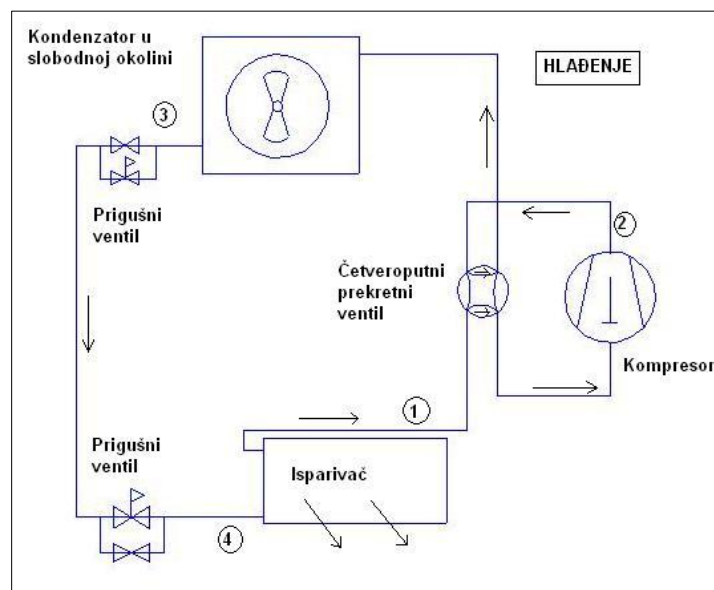 Kondenzator u
slobodnoj okolini
HLAĐENJE
3
Prigušni
ventil
2
Četveroputni
prekretni
ventil
Kompresor
1
Prigušni
ventil
Isparivač
4